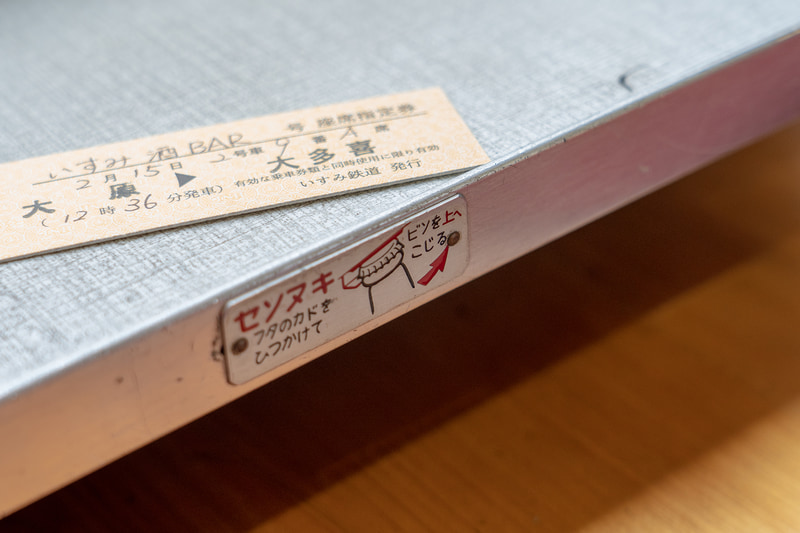 いすみ 酒BAR 号 座席指定券
2月15日 2号車 9番 A席
大原 ▶ 大多喜
(12時36分発車) 有効な乗車券類と同時使用に限り有効
いすみ鉄道 発行
センヌキ
フタのカドを
ひっかけて
ビンを上へ
こじる